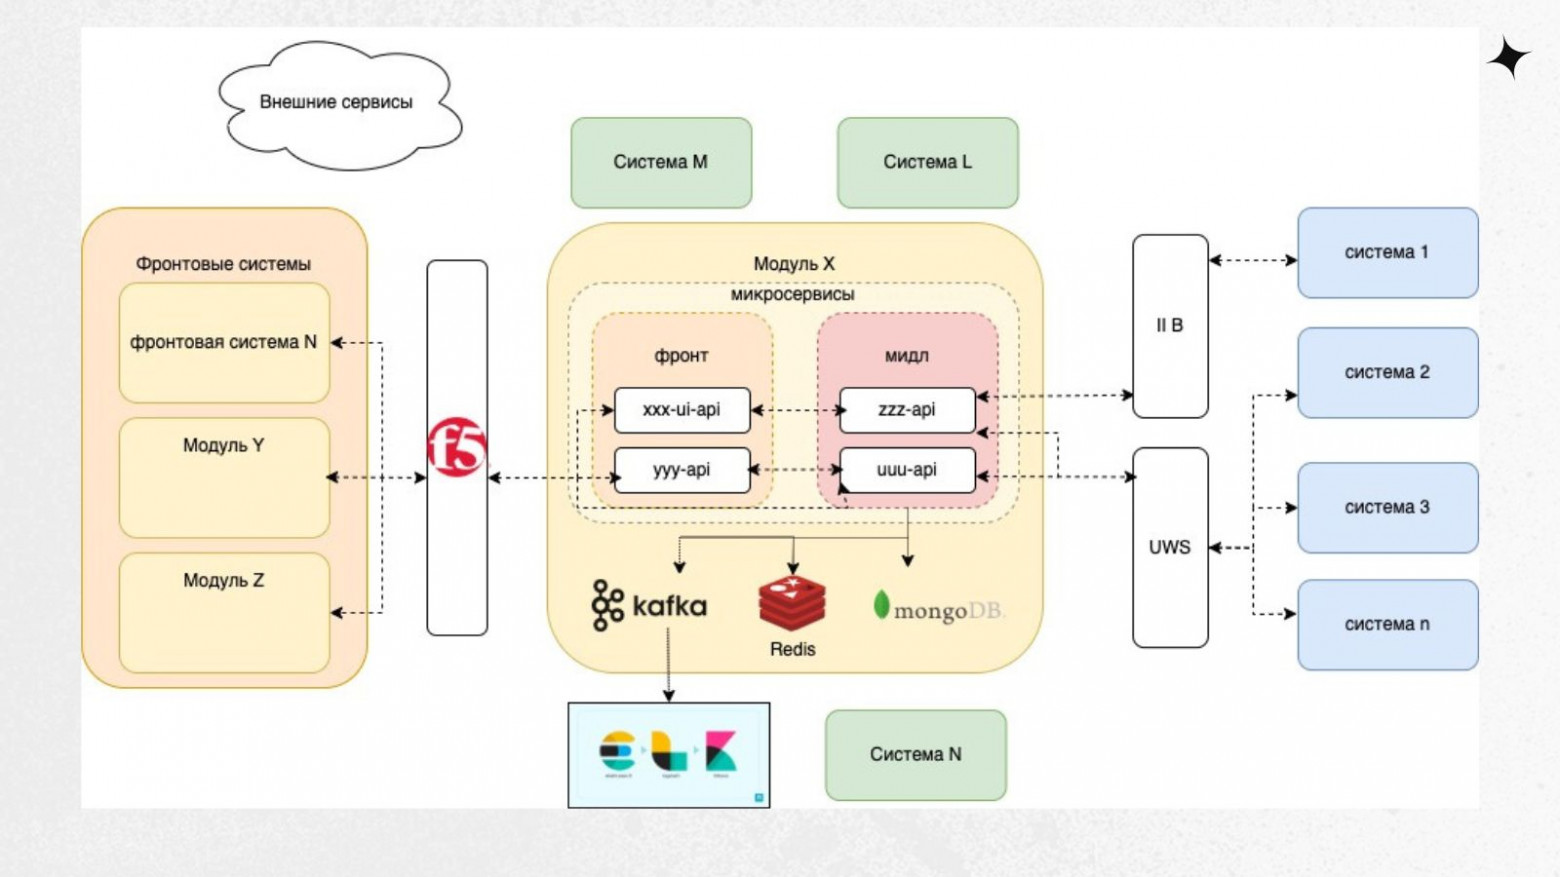 Внешние сервисы
Система M
Система L
Фронтовые системы
фронтовая система N
Модуль Y
Модуль Z
f5
Модуль X
микросервисы
фронт
xxx-ui-api
yyy-api
мидл
zzz-api
uuu-api
kafka
Redis
mongoDB.
Система N
II B
UWS
система 1
система 2
система 3
система n